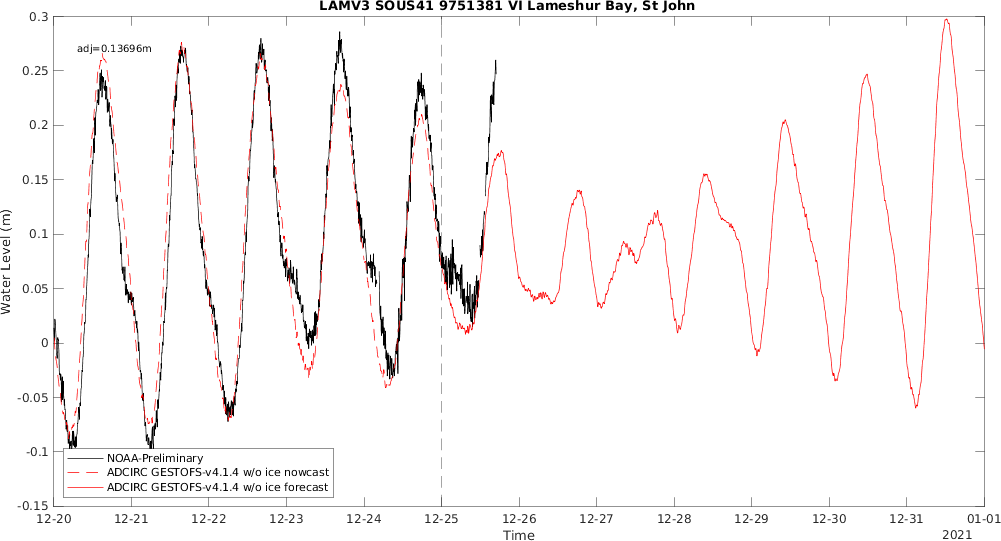 LAMV3 SOUS41 9751381 VI Lameshur Bay, St John
adj=0.13696m
Water Level (m)
0.3
0.25
0.2
0.15
0.1
0.05
0
-0.05
-0.1
-0.15
NOAA-Preliminary
ADCIRC GESTOFS-v4.1.4 w/o ice nowcast
ADCIRC GESTOFS-v4.1.4 w/o ice forecast
12-20 12-21 12-22 12-23 12-24 12-25 12-26 12-27 12-28 12-29 12-30 12-31 01-01
Time
2021